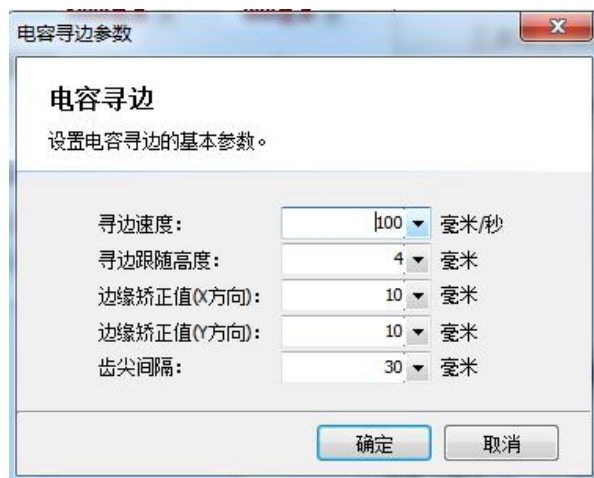 电容寻边参数
电容寻边
设置电容寻边的基本参数。
寻边速度： 100 毫米/秒
寻边跟随高度： 4 毫米
边缘矫正值(X方向)： 10 毫米
边缘矫正值(Y方向)： 10 毫米
齿尖间隔： 30 毫米
确定 取消